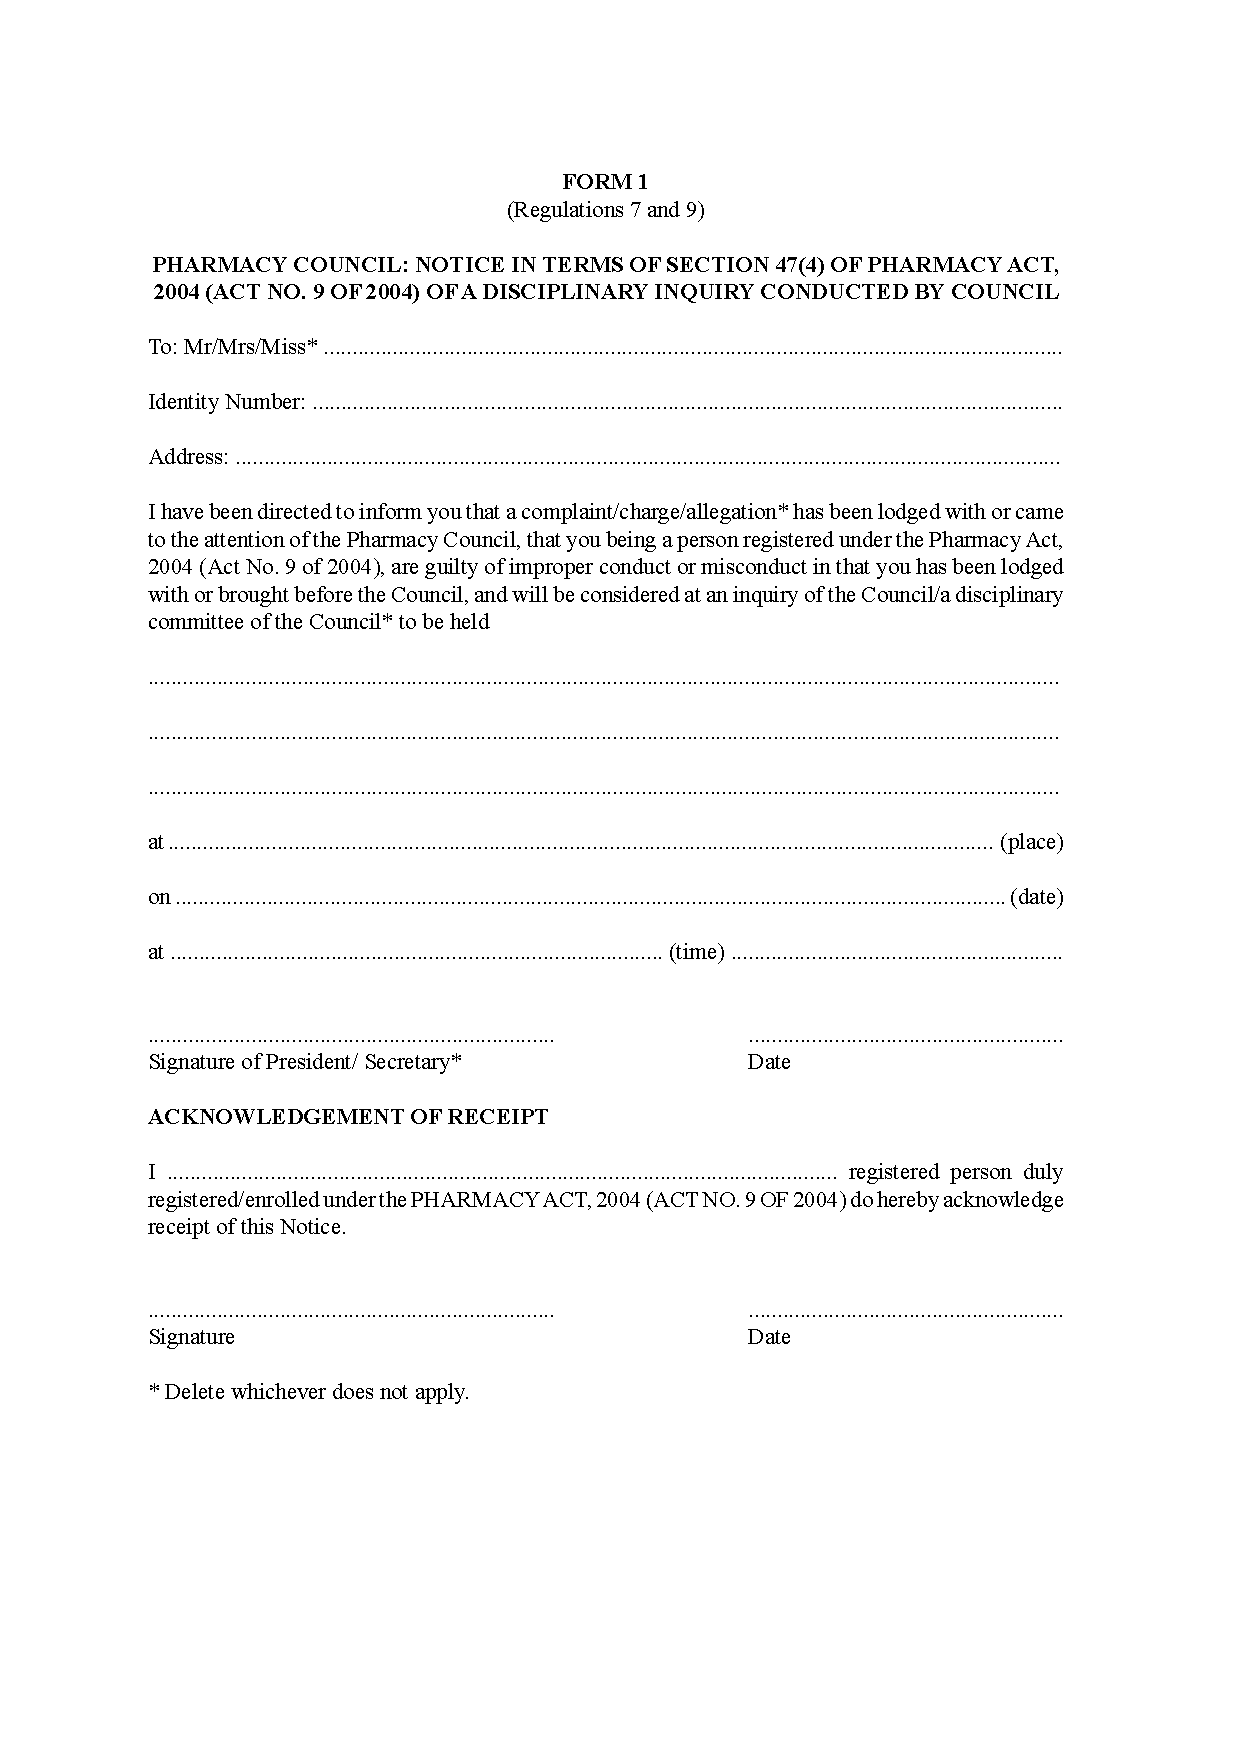 FORM 1
(Regulations 7 and 9)
PHARMACY COUNCIL: NOTICE IN TERMS OF SECTION 47(4) OF PHARMACY ACT,
2004 (ACT NO. 9 OF 2004) OF A DISCIPLINARY INQUIRY CONDUCTED BY COUNCIL
To: Mr/Mrs/Miss* ................................................................................................................................
Identity Number: ..................................................................................................................................
Address: ...............................................................................................................................................
I have been directed to inform you that a complaint/charge/allegation* has been lodged with or came
to the attention of the Pharmacy Council, that you being a person registered under the Pharmacy Act,
2004 (Act No. 9 of 2004), are guilty of improper conduct or misconduct in that you has been lodged
with or brought before the Council, and will be considered at an inquiry of the Council/a disciplinary
committee of the Council* to be held
..............................................................................................................................................................
..............................................................................................................................................................
..............................................................................................................................................................
at ............................................................................................................................................... (place)
on ................................................................................................................................................ (date)
at ...................................................................................... (time) ..........................................................
....................................................................... .......................................................
Signature of President/ Secretary* Date
ACKNOWLEDGEMENT OF RECEIPT
I ..................................................................................................................... registered person duly
registered/enrolled under the PHARMACY ACT, 2004 (ACT NO. 9 OF 2004) do hereby acknowledge
receipt of this Notice.
....................................................................... .......................................................
Signature Date
* Delete whichever does not apply.